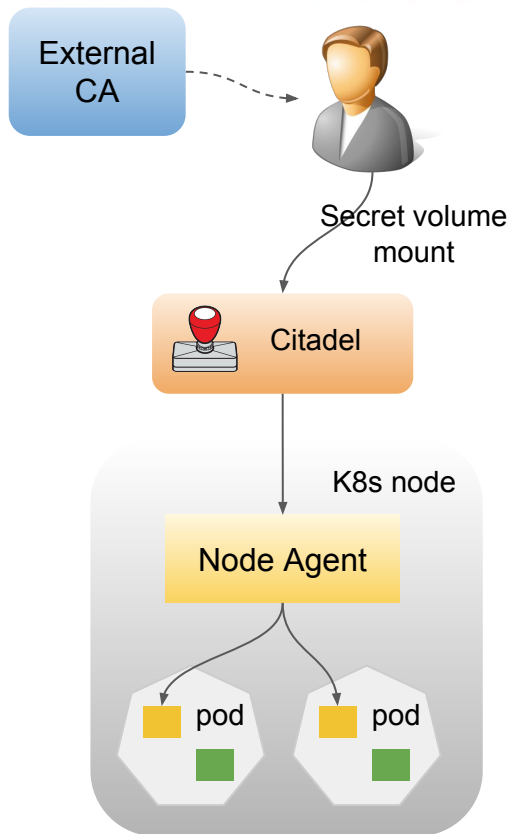 External
CA
Secret volume
mount
Citadel
K8s node
Node Agent
pod
pod